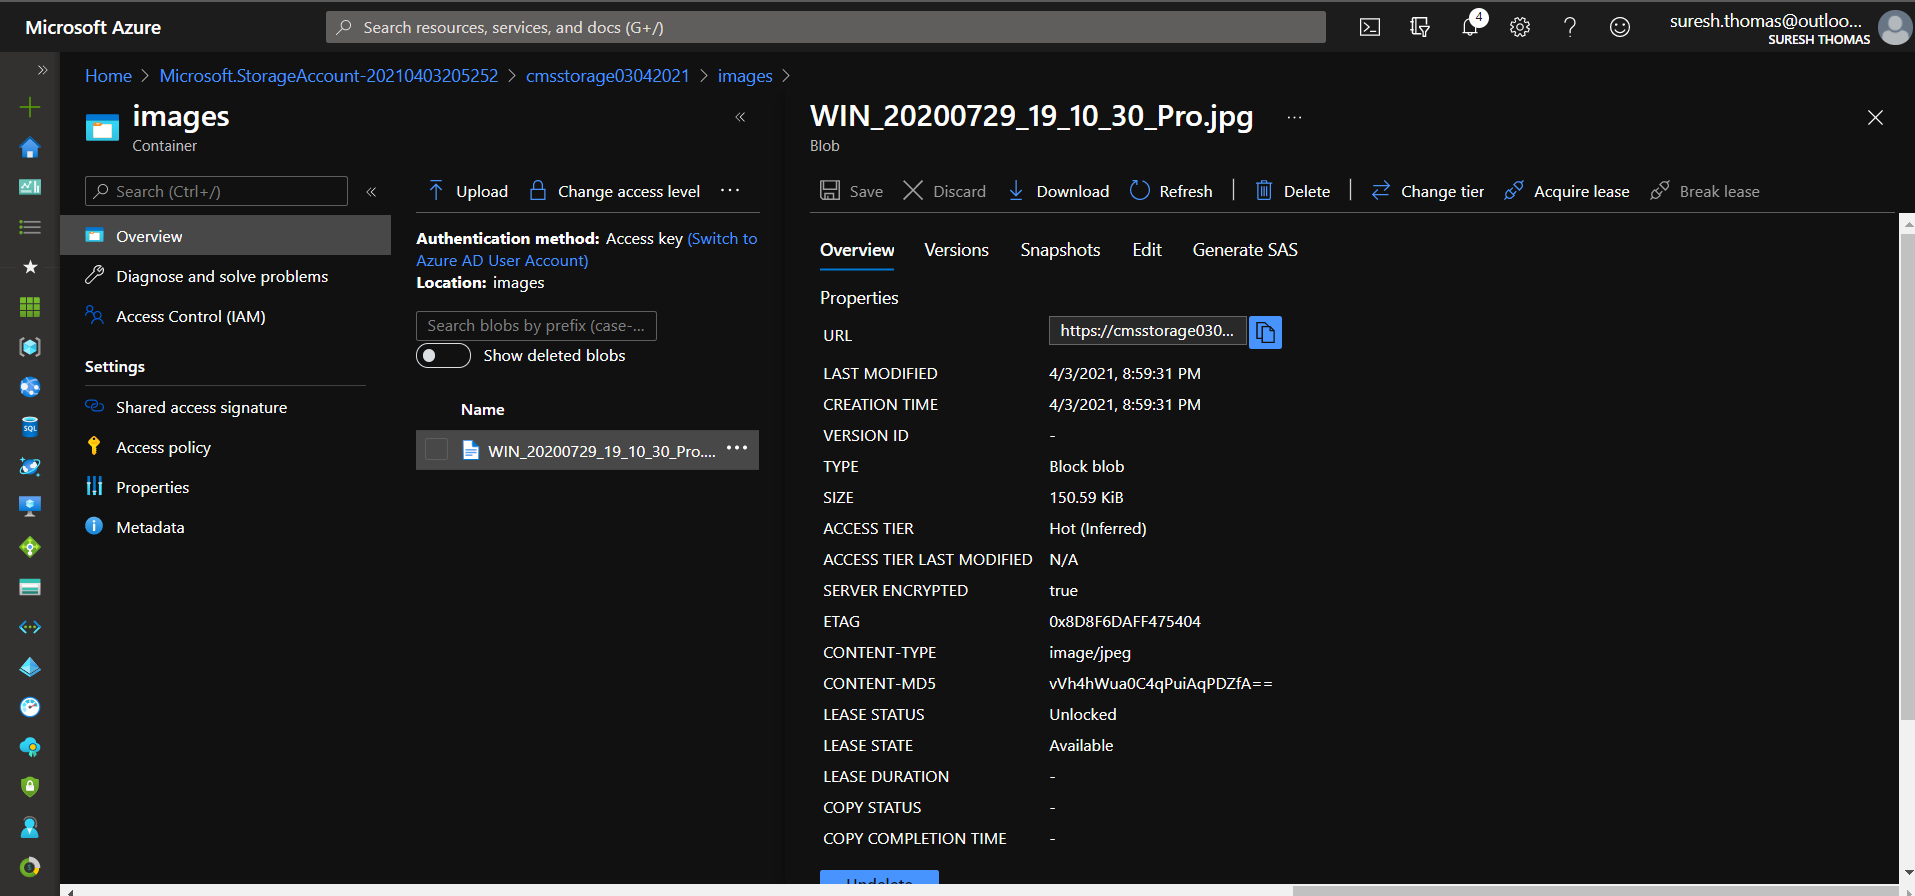 Microsoft Azure
Search resources, services, and docs (G+/)
4
suresh.thomas@outloo...
SURESH THOMAS
Home > Microsoft.StorageAccount-20210403205252 > cmsstorage03042021 > images >
images
Container
Search (Ctrl+/)
Overview
Diagnose and solve problems
Access Control (IAM)
Settings
Shared access signature
Access policy
Properties
Metadata
Upload Change access level ...
Authentication method: Access key (Switch to
Azure AD User Account)
Location: images
Search blobs by prefix (case-...
Show deleted blobs
Name
WIN_20200729_19_10_30_Pro.... ...
WIN_20200729_19_10_30_Pro.jpg ...
Blob
Save Discard Download Refresh | Delete | Change tier Acquire lease Break lease
Overview Versions Snapshots Edit Generate SAS
Properties
URL https://cmsstorage030...
LAST MODIFIED 4/3/2021, 8:59:31 PM
CREATION TIME 4/3/2021, 8:59:31 PM
VERSION ID -
TYPE Block blob
SIZE 150.59 KiB
ACCESS TIER Hot (Inferred)
ACCESS TIER LAST MODIFIED N/A
SERVER ENCRYPTED true
ETAG 0x8D8F6DAFF475404
CONTENT-TYPE image/jpeg
CONTENT-MD5 vVh4hWua0C4qPuiAqPDZfA==
LEASE STATUS Unlocked
LEASE STATE Available
LEASE DURATION -
COPY STATUS -
COPY COMPLETION TIME -
Undelete